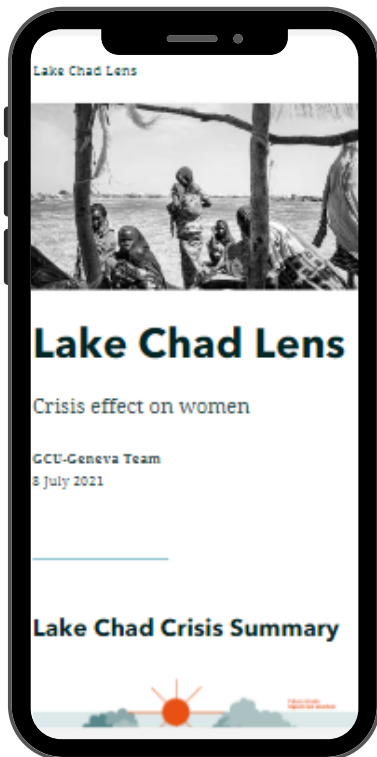 Lake Chad Lens
Lake Chad Lens
Crisis effect on women
GCU-Geneva Team
8 July 2021
Lake Chad Crisis Summary